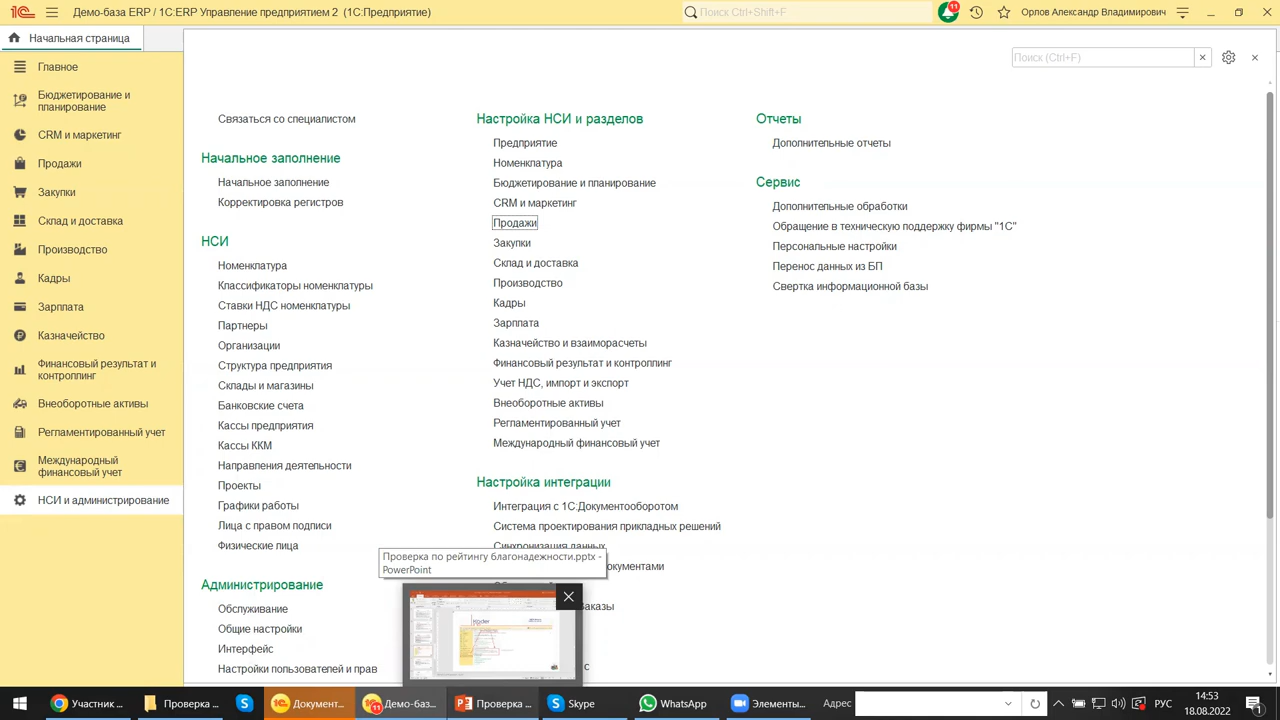 Демо-база ERP / 1С:ERP Управление предприятием 2 (1С:Предприятие)
Поиск Ctrl+Shift+F
11
Орлов Александр Владимирович
Начальная страница
Главное
Бюджетирование и
планирование
CRM и маркетинг
Продажи
Закупки
Склад и доставка
Производство
Кадры
Зарплата
Казначейство
Финансовый результат и
контроллинг
Внеоборотные активы
Регламентированный учет
Международный
финансовый учет
НСИ и администрирование
Поиск (Ctrl+F)
Связаться со специалистом
Начальное заполнение
Начальное заполнение
Корректировка регистров
НСИ
Номенклатура
Классификаторы номенклатуры
Ставки НДС номенклатуры
Партнеры
Организации
Структура предприятия
Склады и магазины
Банковские счета
Кассы предприятия
Кассы ККМ
Направления деятельности
Проекты
Графики работы
Лица с правом подписи
Физические лица
Администрирование
Обслуживание
Общие настройки
Интерфейс
Настройки пользователей и прав
Настройка НСИ и разделов
Предприятие
Номенклатура
Бюджетирование и планирование
CRM и маркетинг
Продажи
Закупки
Склад и доставка
Производство
Кадры
Зарплата
Казначейство и взаиморасчеты
Финансовый результат и контроллинг
Учет НДС, импорт и экспорт
Внеоборотные активы
Регламентированный учет
Международный финансовый учет
Настройка интеграции
Интеграция с 1С:Документооборотом
Система проектирования прикладных решений
Синхронизация данных
окументами
аказы
с
Отчеты
Дополнительные отчеты
Сервис
Дополнительные обработки
Обращение в техническую поддержку фирмы "1С"
Персональные настройки
Перенос данных из БП
Свертка информационной базы
Проверка по рейтингу благонадежности.pptx -
PowerPoint
Участник ...
Проверка ...
Документ...
11
Демо-баз...
Проверка ...
Skype
WhatsApp
Элементы...
Адрес
РУС
14:53
18.08.2022
1